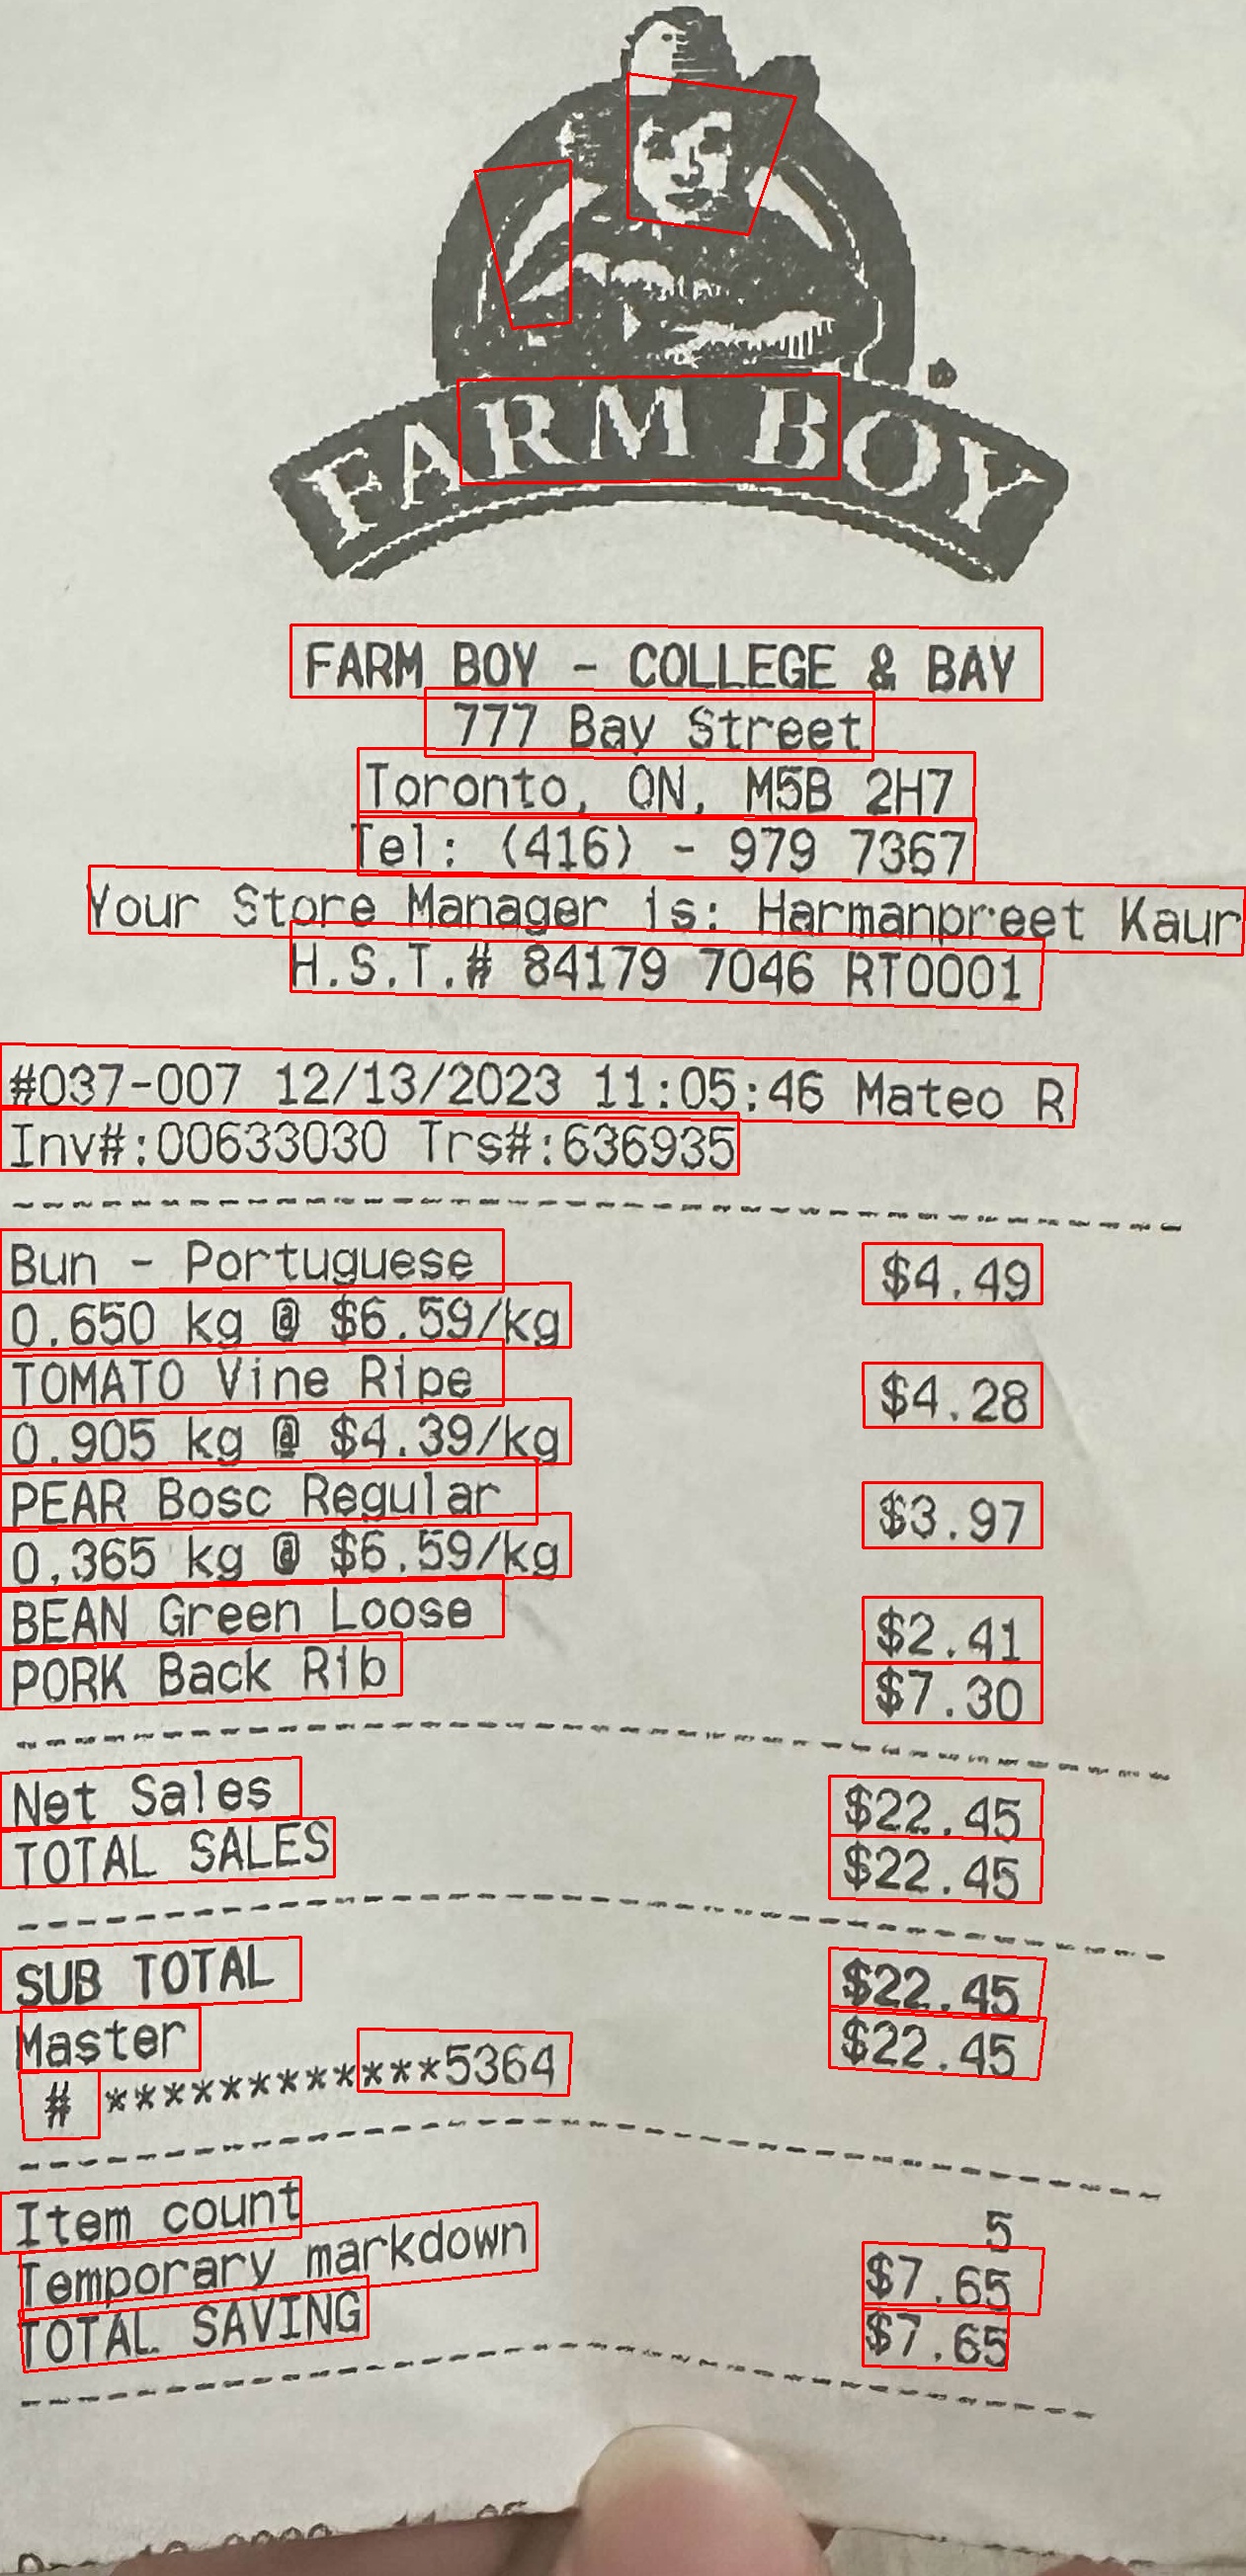 FARM BOY
FARM BOY - COLLEGE & BAY
777 Bay Street
Toronto, ON, M5B 2H7
Tel: (416) - 979 7367
Your Store Manager is: Harmanpreet Kaur
H.S.T.# 84179 7046 RT0001
#037-007 12/13/2023 11:05:46 Mateo R
Inv#:00633030 Trs#:636935
Bun - Portuguese $4.49
0.650 kg @ $6.59/kg
TOMATO Vine Ripe $4.28
0.905 kg @ $4.39/kg
PEAR Bosc Regular $3.97
0.365 kg @ $6.59/kg
BEAN Green Loose $2.41
PORK Back Rib $7.30
Net Sales $22.45
TOTAL SALES $22.45
SUB TOTAL $22.45
Master $22.45
# ************5364
Item count 5
Temporary markdown $7.65
TOTAL SAVING $7.65